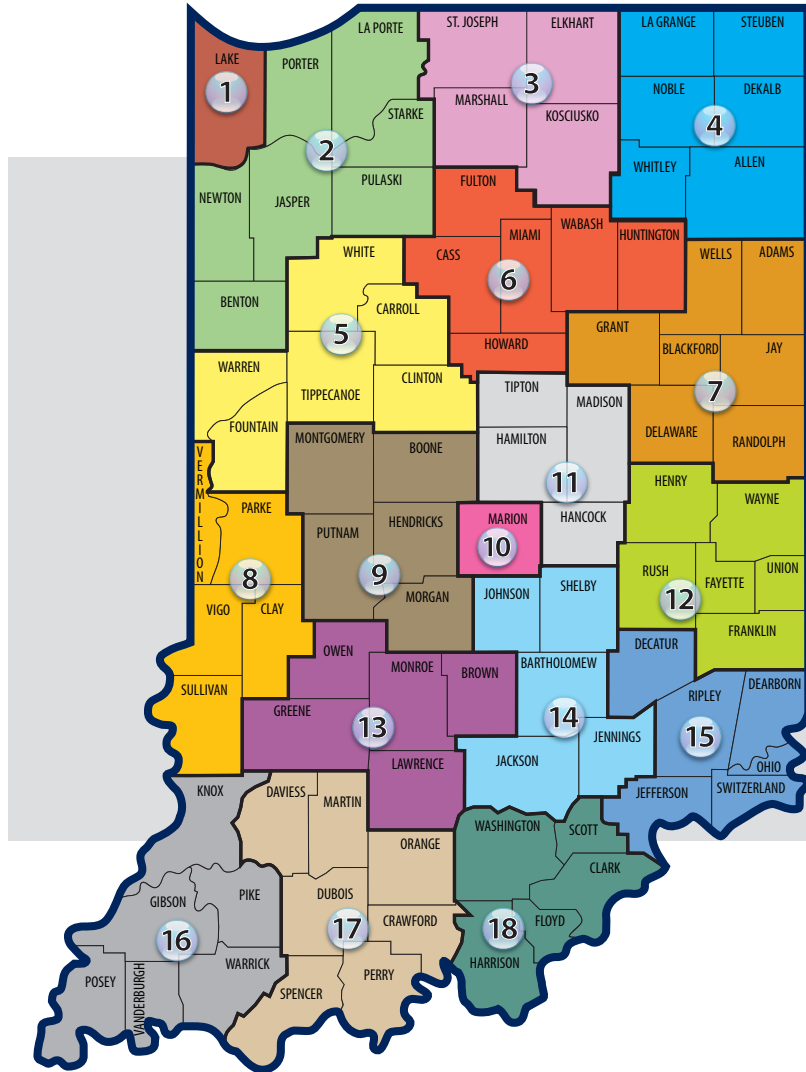 LA PORTE
ST. JOSEPH
ELKHART
LA GRANGE
STEUBEN
LAKE
PORTER
1
3
NOBLE
DEKALB
MARSHALL
STARKE
KOSCIUSKO
4
2
ALLEN
WHITLEY
PULASKI
FULTON
NEWTON
JASPER
WABASH
MIAMI
HUNTINGTON
WHITE
CASS
WELLS
ADAMS
6
BENTON
CARROLL
5
GRANT
HOWARD
BLACKFORD
JAY
WARREN
CLINTON
TIPTON
7
TIPPECANOE
MADISON
FOUNTAIN
MONTGOMERY
BOONE
HAMILTON
DELAWARE
RANDOLPH
VERMILLION
11
HENRY
WAYNE
PARKE
PUTNAM
HENDRICKS
MARION
HANCOCK
10
8
9
RUSH
FAYETTE
UNION
MORGAN
JOHNSON
SHELBY
12
VIGO
CLAY
FRANKLIN
OWEN
DECATUR
MONROE
BROWN
BARTHOLOMEW
SULLIVAN
RIPLEY
DEARBORN
GREENE
13
14
JENNINGS
15
LAWRENCE
JACKSON
OHIO
KNOX
DAVIESS
MARTIN
JEFFERSON
SWITZERLAND
WASHINGTON
SCOTT
ORANGE
CLARK
GIBSON
PIKE
DUBOIS
CRAWFORD
FLOYD
16
17
18
WARRICK
HARRISON
POSEY
VANDERBURGH
PERRY
SPENCER